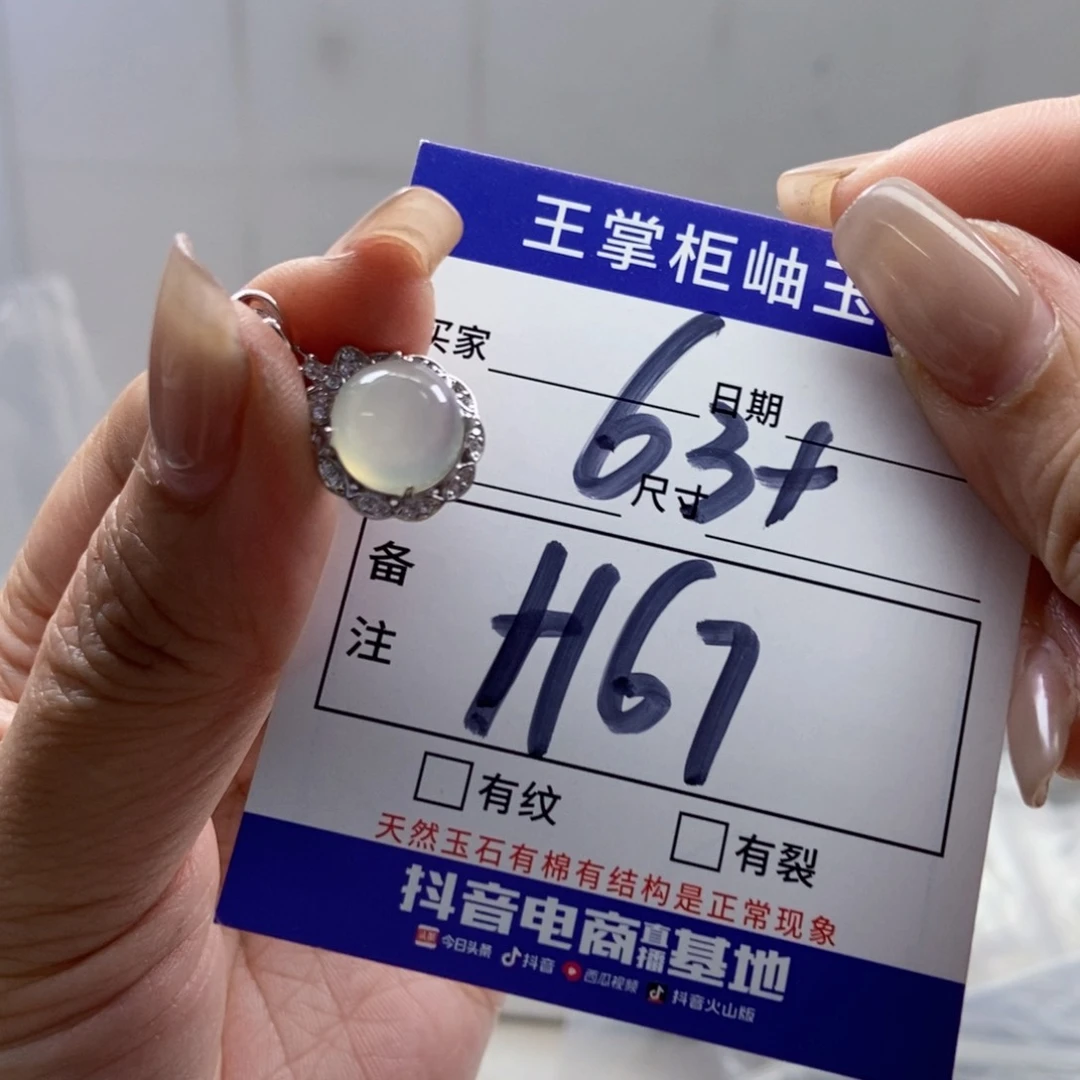 王掌柜岫玉
买家 日期
63+
尺寸
备注
H67
有纹 有裂
天然玉石有棉有结构是正常现象
抖音电商直播基地
头条 今日头条 抖音 西瓜视频 抖音火山版